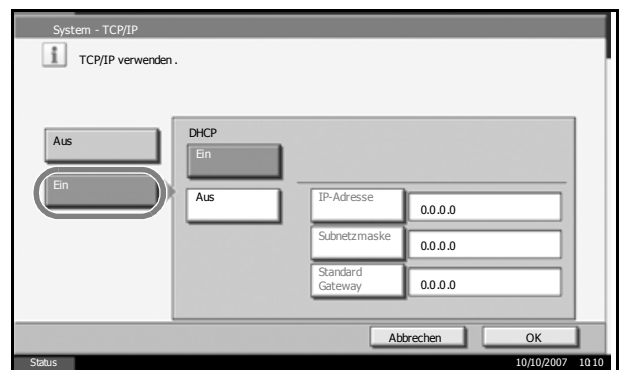 System - TCP/IP
TCP/IP verwenden .
Aus
Ein
DHCP
Ein
Aus
IP-Adresse
0.0.0.0
Subnetzmaske
0.0.0.0
Standard
Gateway
0.0.0.0
Abbrechen
OK
Status
10/10/2007 10:10